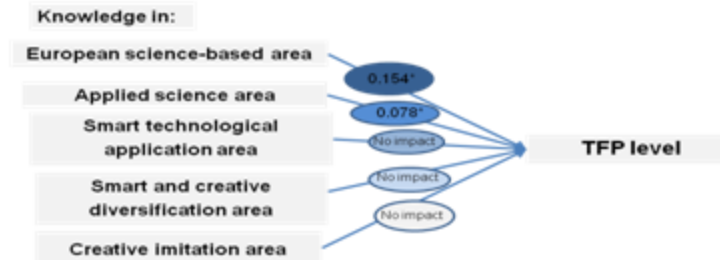 Knowledge in:
European science-based area
0.154*
Applied science area
0.078*
Smart technological
application area
No impact
TFP level
Smart and creative
diversification area
No impact
Creative imitation area
No impact